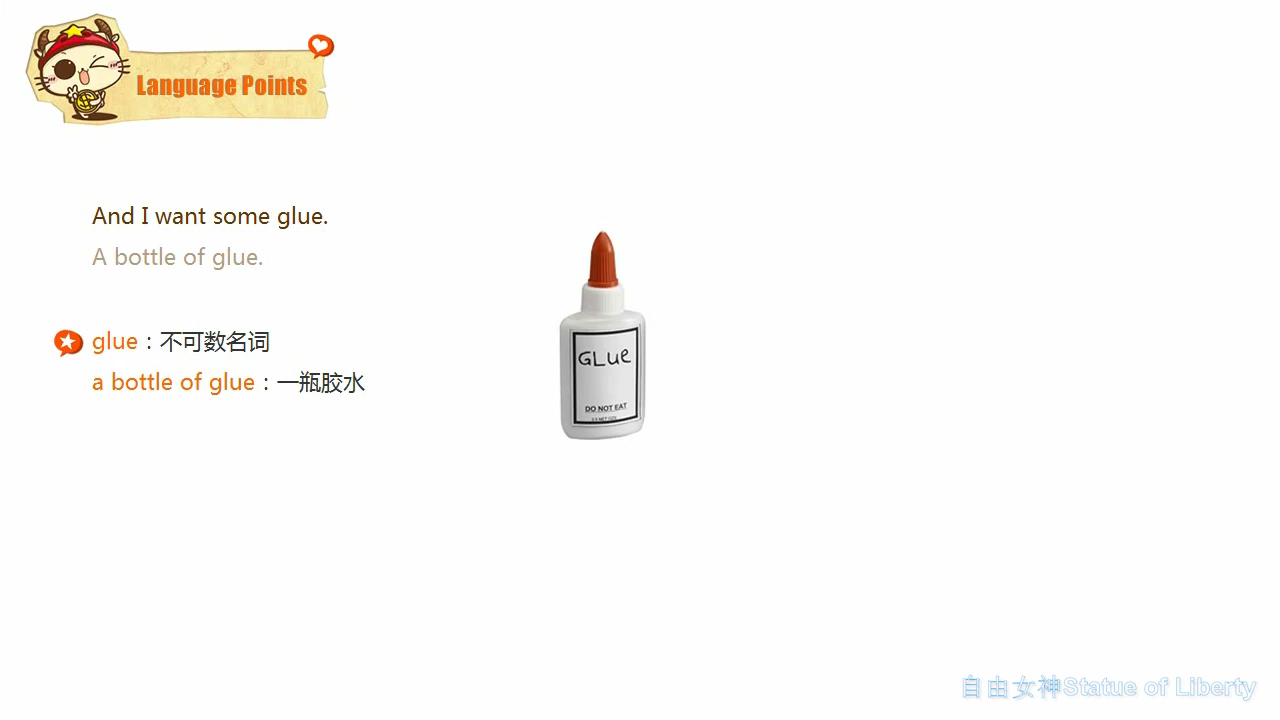 Language Points
And I want some glue.
A bottle of glue.
glue：不可数名词
a bottle of glue：一瓶胶水
GLue
DO NOT EAT
自由女神Statue of Liberty